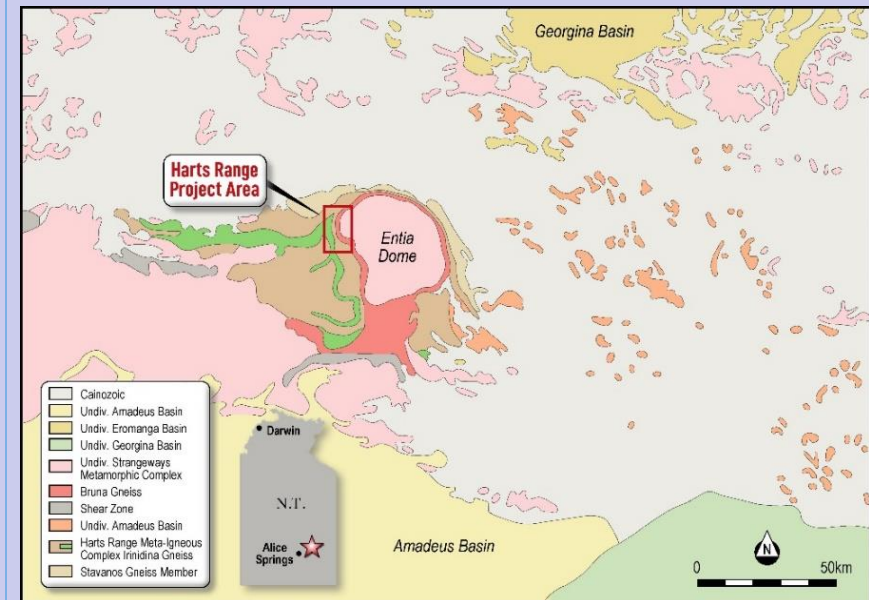 Georgina Basin
Harts Range
Project Area
Entia
Dome
Cainozoic
Undiv. Amadeus Basin
Undiv. Eromanga Basin
Undiv. Georgina Basin
Undiv. Strangeways
Metamorphic Complex
Bruna Gneiss
Shear Zone
Undiv. Amadeus Basin
Harts Range Meta-Igneous
Complex Irinidina Gneiss
Stavanos Gneiss Member
Darwin
N.T.
Alice
Springs
Amadeus Basin
N
0 50km